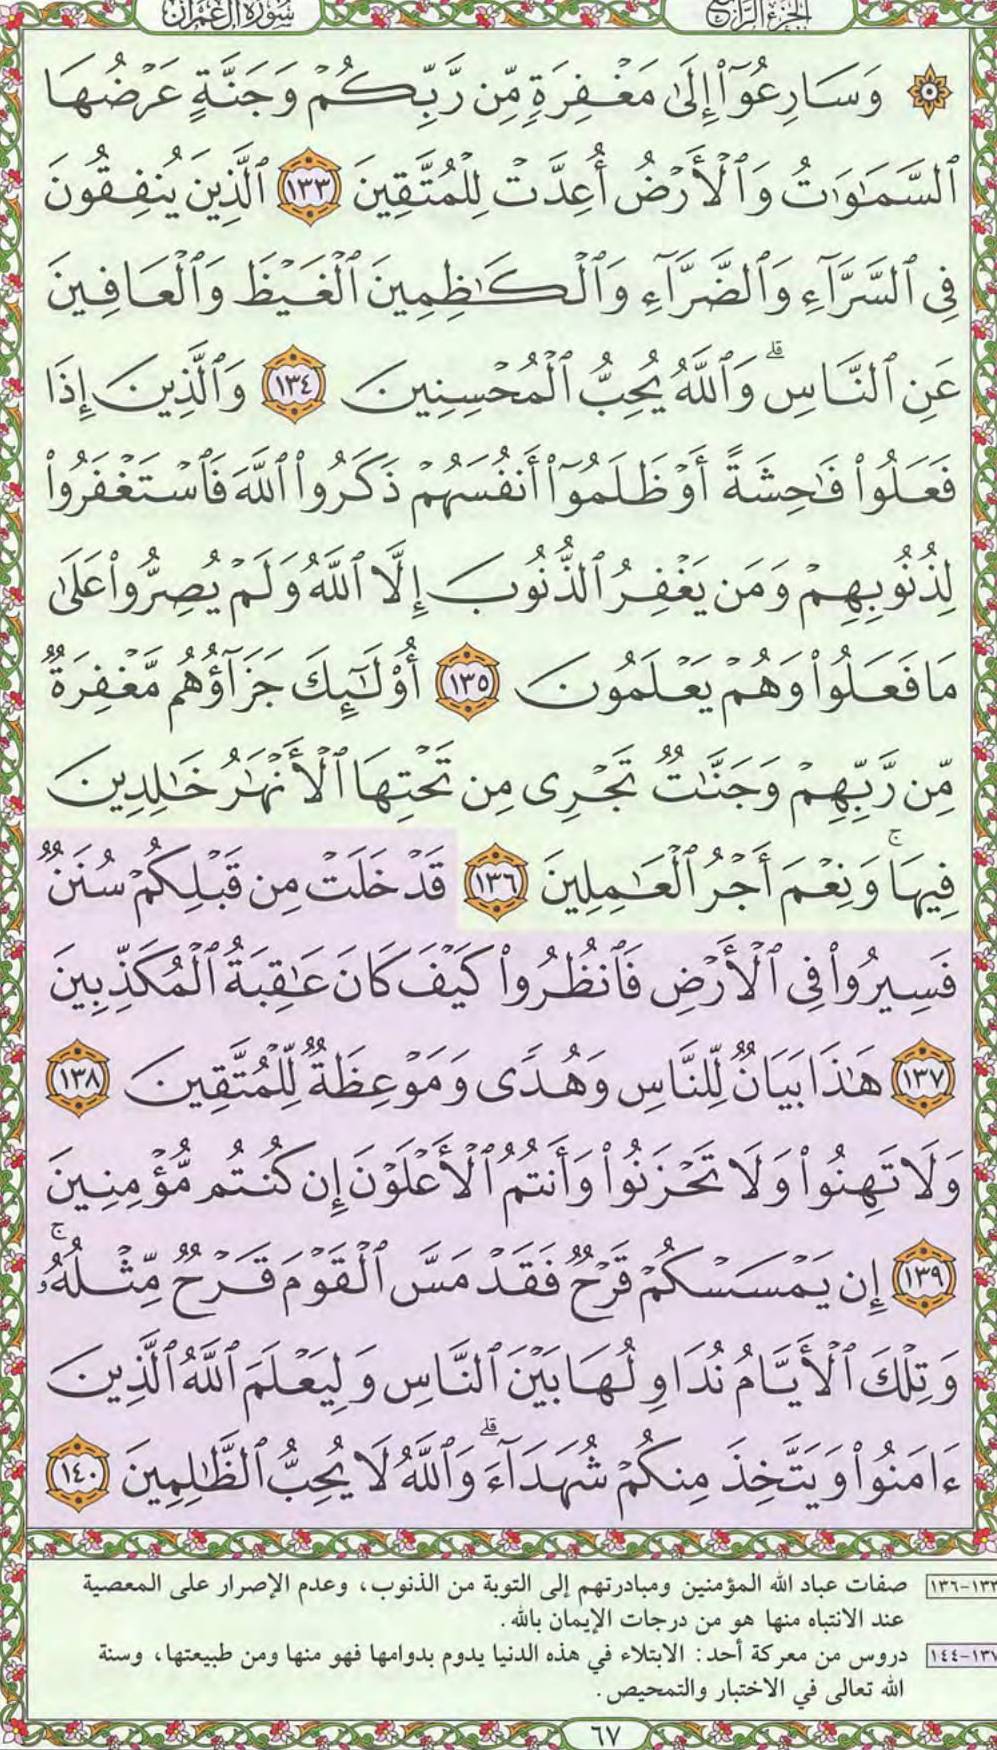 سورة آل عمران
الجزء الرابع
۞ وَسَارِعُوٓا۟ إِلَىٰ مَغْفِرَةٍ مِّن رَّبِّكُمْ وَجَنَّةٍ عَرْضُهَا
ٱلسَّمَـٰوَٰتُ وَٱلْأَرْضُ أُعِدَّتْ لِلْمُتَّقِينَ ١٣٣ ٱلَّذِينَ يُنفِقُونَ
فِى ٱلسَّرَّآءِ وَٱلضَّرَّآءِ وَٱلْكَـٰظِمِينَ ٱلْغَيْظَ وَٱلْعَافِينَ
عَنِ ٱلنَّاسِ ۗ وَٱللَّهُ يُحِبُّ ٱلْمُحْسِنِينَ ١٣٤ وَٱلَّذِينَ إِذَا
فَعَلُوا۟ فَـٰحِشَةً أَوْ ظَلَمُوٓا۟ أَنفُسَهُمْ ذَكَرُوا۟ ٱللَّهَ فَٱسْتَغْفَرُوا۟
لِذُنُوبِهِمْ وَمَن يَغْفِرُ ٱلذُّنُوبَ إِلَّا ٱللَّهُ وَلَمْ يُصِرُّوا۟ عَلَىٰ
مَا فَعَلُوا۟ وَهُمْ يَعْلَمُونَ ١٣٥ أُو۟لَـٰٓئِكَ جَزَآؤُهُم مَّغْفِرَةٌ
مِّن رَّبِّهِمْ وَجَنَّـٰتٌ تَجْرِى مِن تَحْتِهَا ٱلْأَنْهَـٰرُ خَـٰلِدِينَ
فِيهَا ۚ وَنِعْمَ أَجْرُ ٱلْعَـٰمِلِينَ ١٣٦ قَدْ خَلَتْ مِن قَبْلِكُمْ سُنَنٌ
فَسِيرُوا۟ فِى ٱلْأَرْضِ فَٱنظُرُوا۟ كَيْفَ كَانَ عَـٰقِبَةُ ٱلْمُكَذِّبِينَ
١٣٧ هَـٰذَا بَيَانٌ لِّلنَّاسِ وَهُدًى وَمَوْعِظَةٌ لِّلْمُتَّقِينَ ١٣٨
وَلَا تَهِنُوا۟ وَلَا تَحْزَنُوا۟ وَأَنتُمُ ٱلْأَعْلَوْنَ إِن كُنتُم مُّؤْمِنِينَ
١٣٩ إِن يَمْسَسْكُمْ قَرْحٌ فَقَدْ مَسَّ ٱلْقَوْمَ قَرْحٌ مِّثْلُهُۥ ۚ
وَتِلْكَ ٱلْأَيَّامُ نُدَاوِلُهَا بَيْنَ ٱلنَّاسِ وَلِيَعْلَمَ ٱللَّهُ ٱلَّذِينَ
ءَامَنُوا۟ وَيَتَّخِذَ مِنكُمْ شُهَدَآءَ ۗ وَٱللَّهُ لَا يُحِبُّ ٱلظَّـٰلِمِينَ ١٤٠
١٣٣-١٣٦ صفات عباد الله المؤمنين ومبادرتهم إلى التوبة من الذنوب، وعدم الإصرار على المعصية
عند الانتباه منها هو من درجات الإيمان بالله.
١٣٧-١٤٤ دروس من معركة أحد: الابتلاء في هذه الدنيا يدوم بدوامها فهو منها ومن طبيعتها، وسنة
الله تعالى في الاختبار والتمحيص.
٦٧